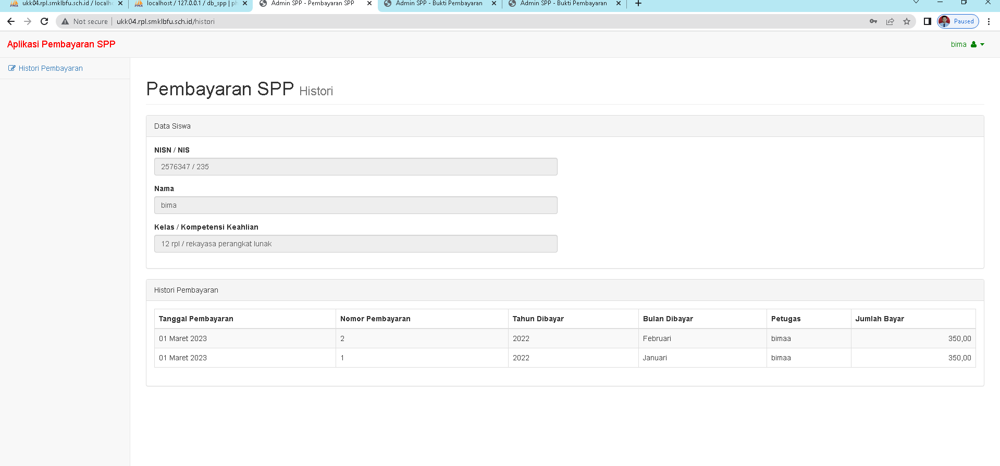 ukk04.rpl.smklbfu.sch.id / localh
localhost / 127.0.0.1 / db_spp | ph
Admin SPP - Pembayaran SPP
Admin SPP - Bukti Pembayaran
Admin SPP - Bukti Pembayaran
Not secure
ukk04.rpl.smklbfu.sch.id/histori
Paused
Aplikasi Pembayaran SPP
bima
Histori Pembayaran
Pembayaran SPP Histori
Data Siswa
NISN / NIS
2576347 / 235
Nama
bima
Kelas / Kompetensi Keahlian
12 rpl / rekayasa perangkat lunak
Histori Pembayaran
Tanggal Pembayaran Nomor Pembayaran Tahun Dibayar Bulan Dibayar Petugas Jumlah Bayar
01 Maret 2023 2 2022 Februari bimaa 350,00
01 Maret 2023 1 2022 Januari bimaa 350,00